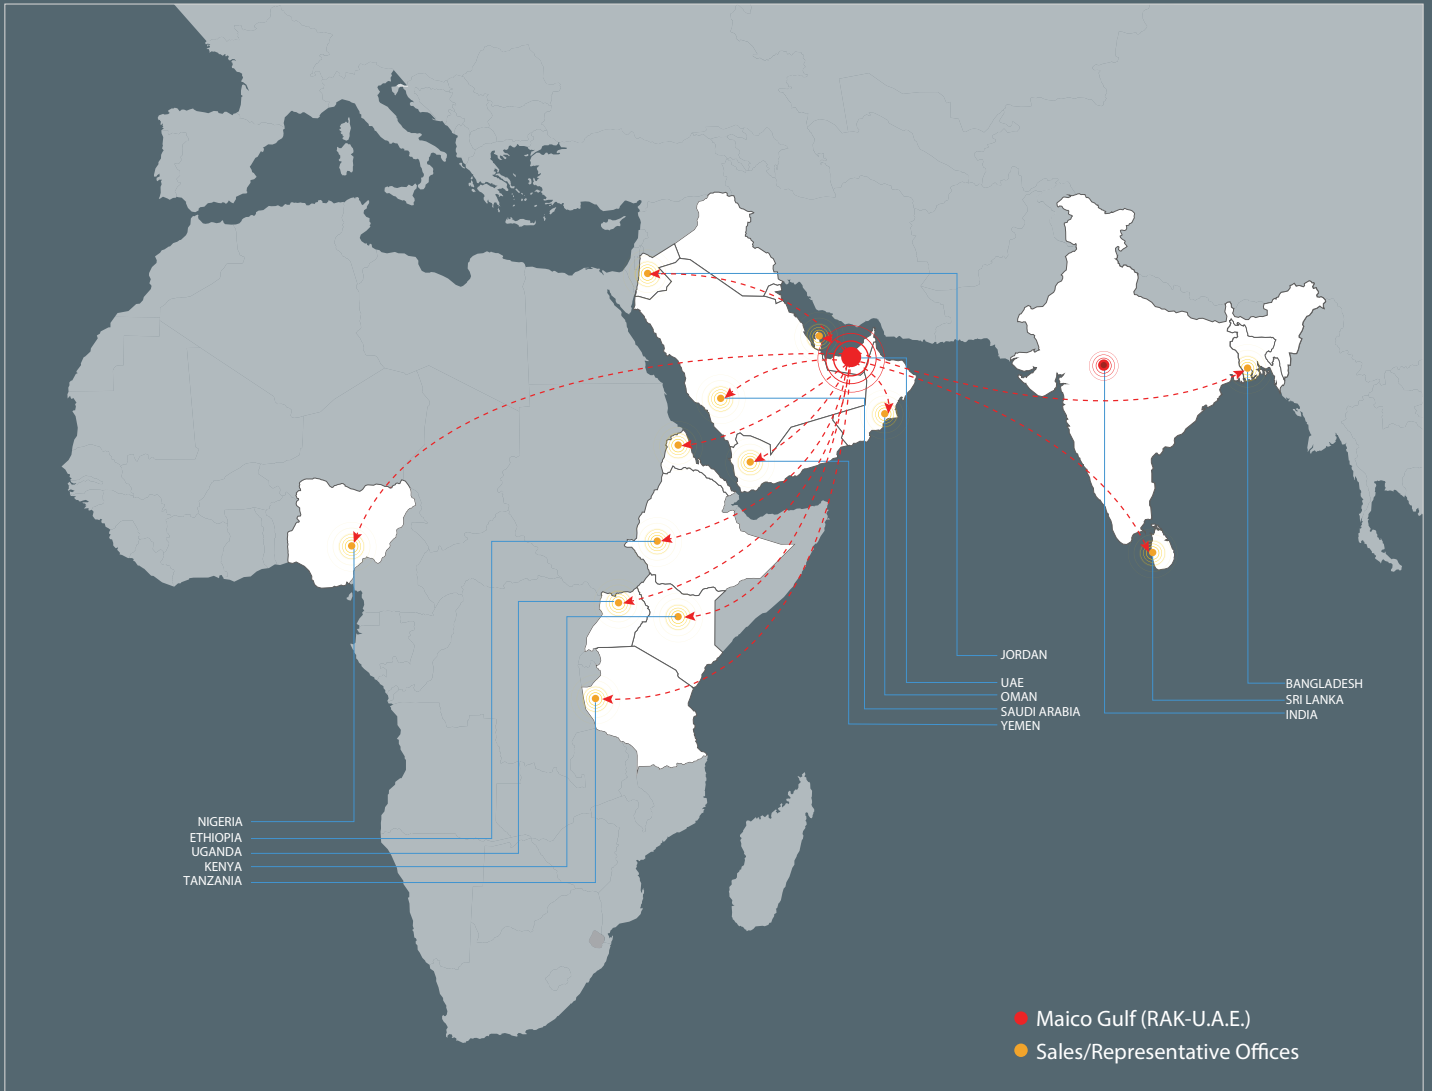 JORDAN
UAE
OMAN
SAUDI ARABIA
YEMEN
BANGLADESH
SRI LANKA
INDIA
NIGERIA
ETHIOPIA
UGANDA
KENYA
TANZANIA
Maico Gulf (RAK-U.A.E.)
Sales/Representative Offices